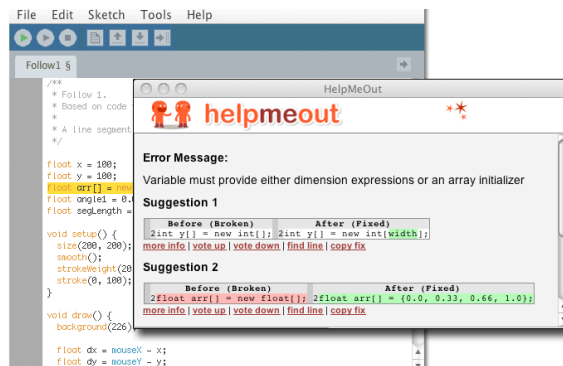 File Edit Sketch Tools Help
Follow1 §
/**
* Follow 1.
* Based on code
*
* A line segment
*/
float x = 100;
float y = 100;
float arr[] = new
float angle1 = 0.
float segLength =
void setup() {
size(200, 200);
smooth();
strokeWeight(20
stroke(0, 100);
}
void draw() {
background(226)
float dx = mouseX - x;
float dy = mouseY - y;
HelpMeOut
helpmeout
Error Message:
Variable must provide either dimension expressions or an array initializer
Suggestion 1
Before (Broken) After (Fixed)
2int y[] = new int[]; 2int y[] = new int[width];
more info | vote up | vote down | find line | copy fix
Suggestion 2
Before (Broken) After (Fixed)
2float arr[] = new float[]; 2float arr[] = {0.0, 0.33, 0.66, 1.0};
more info | vote up | vote down | find line | copy fix